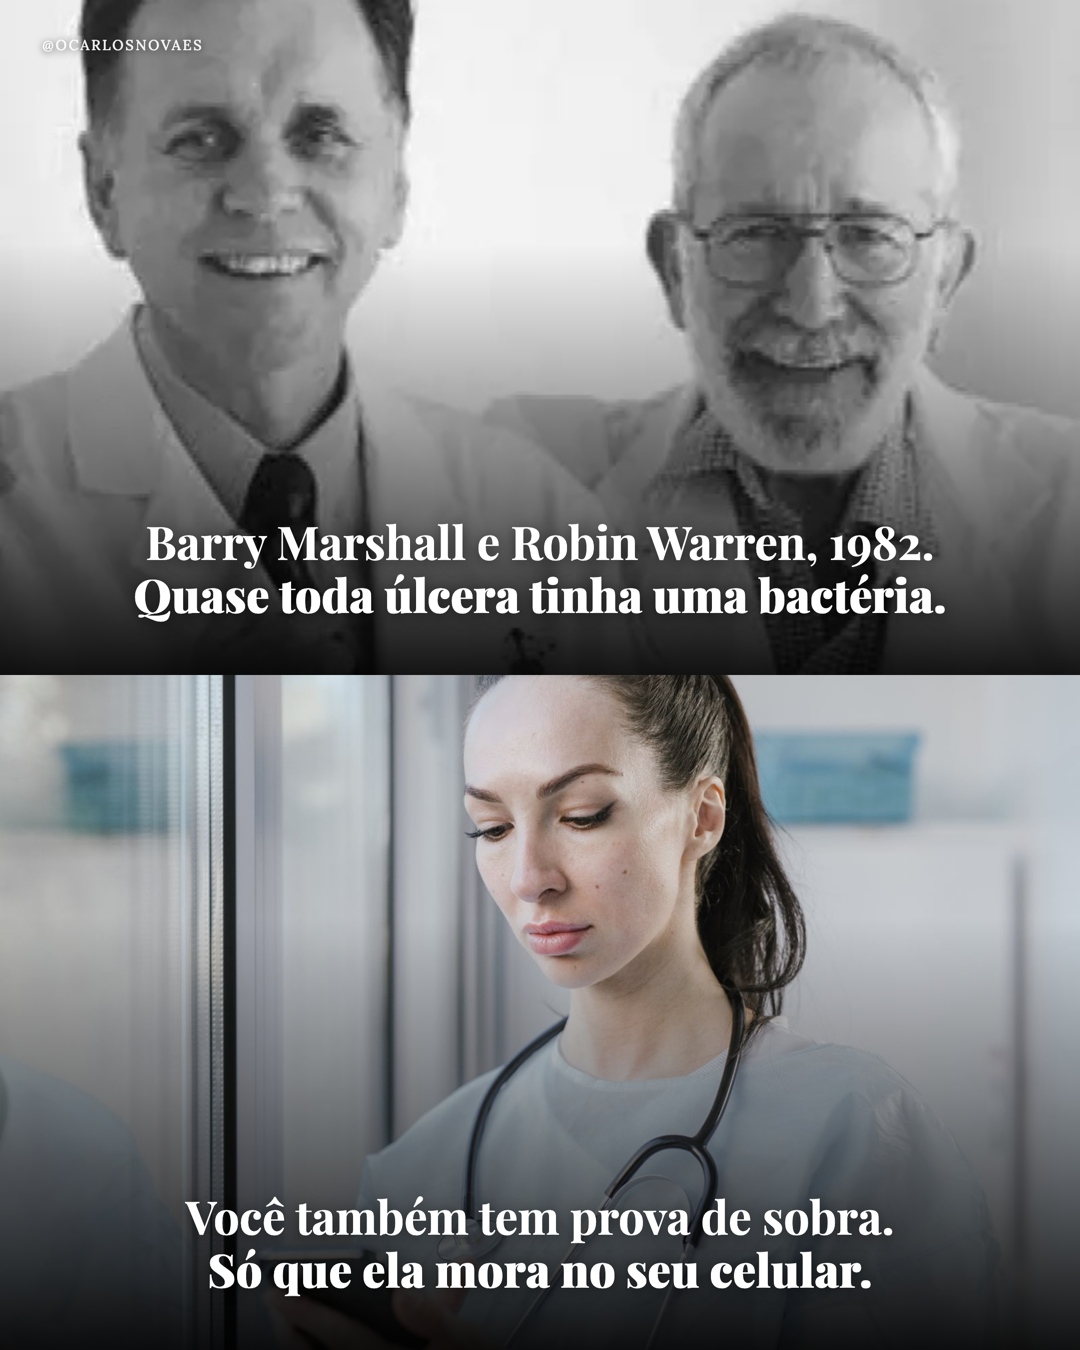 @OCARLOSNOVAES
Barry Marshall e Robin Warren, 1982.
Quase toda úlcera tinha uma bactéria.
Você também tem prova de sobra.
Só que ela mora no seu celular.